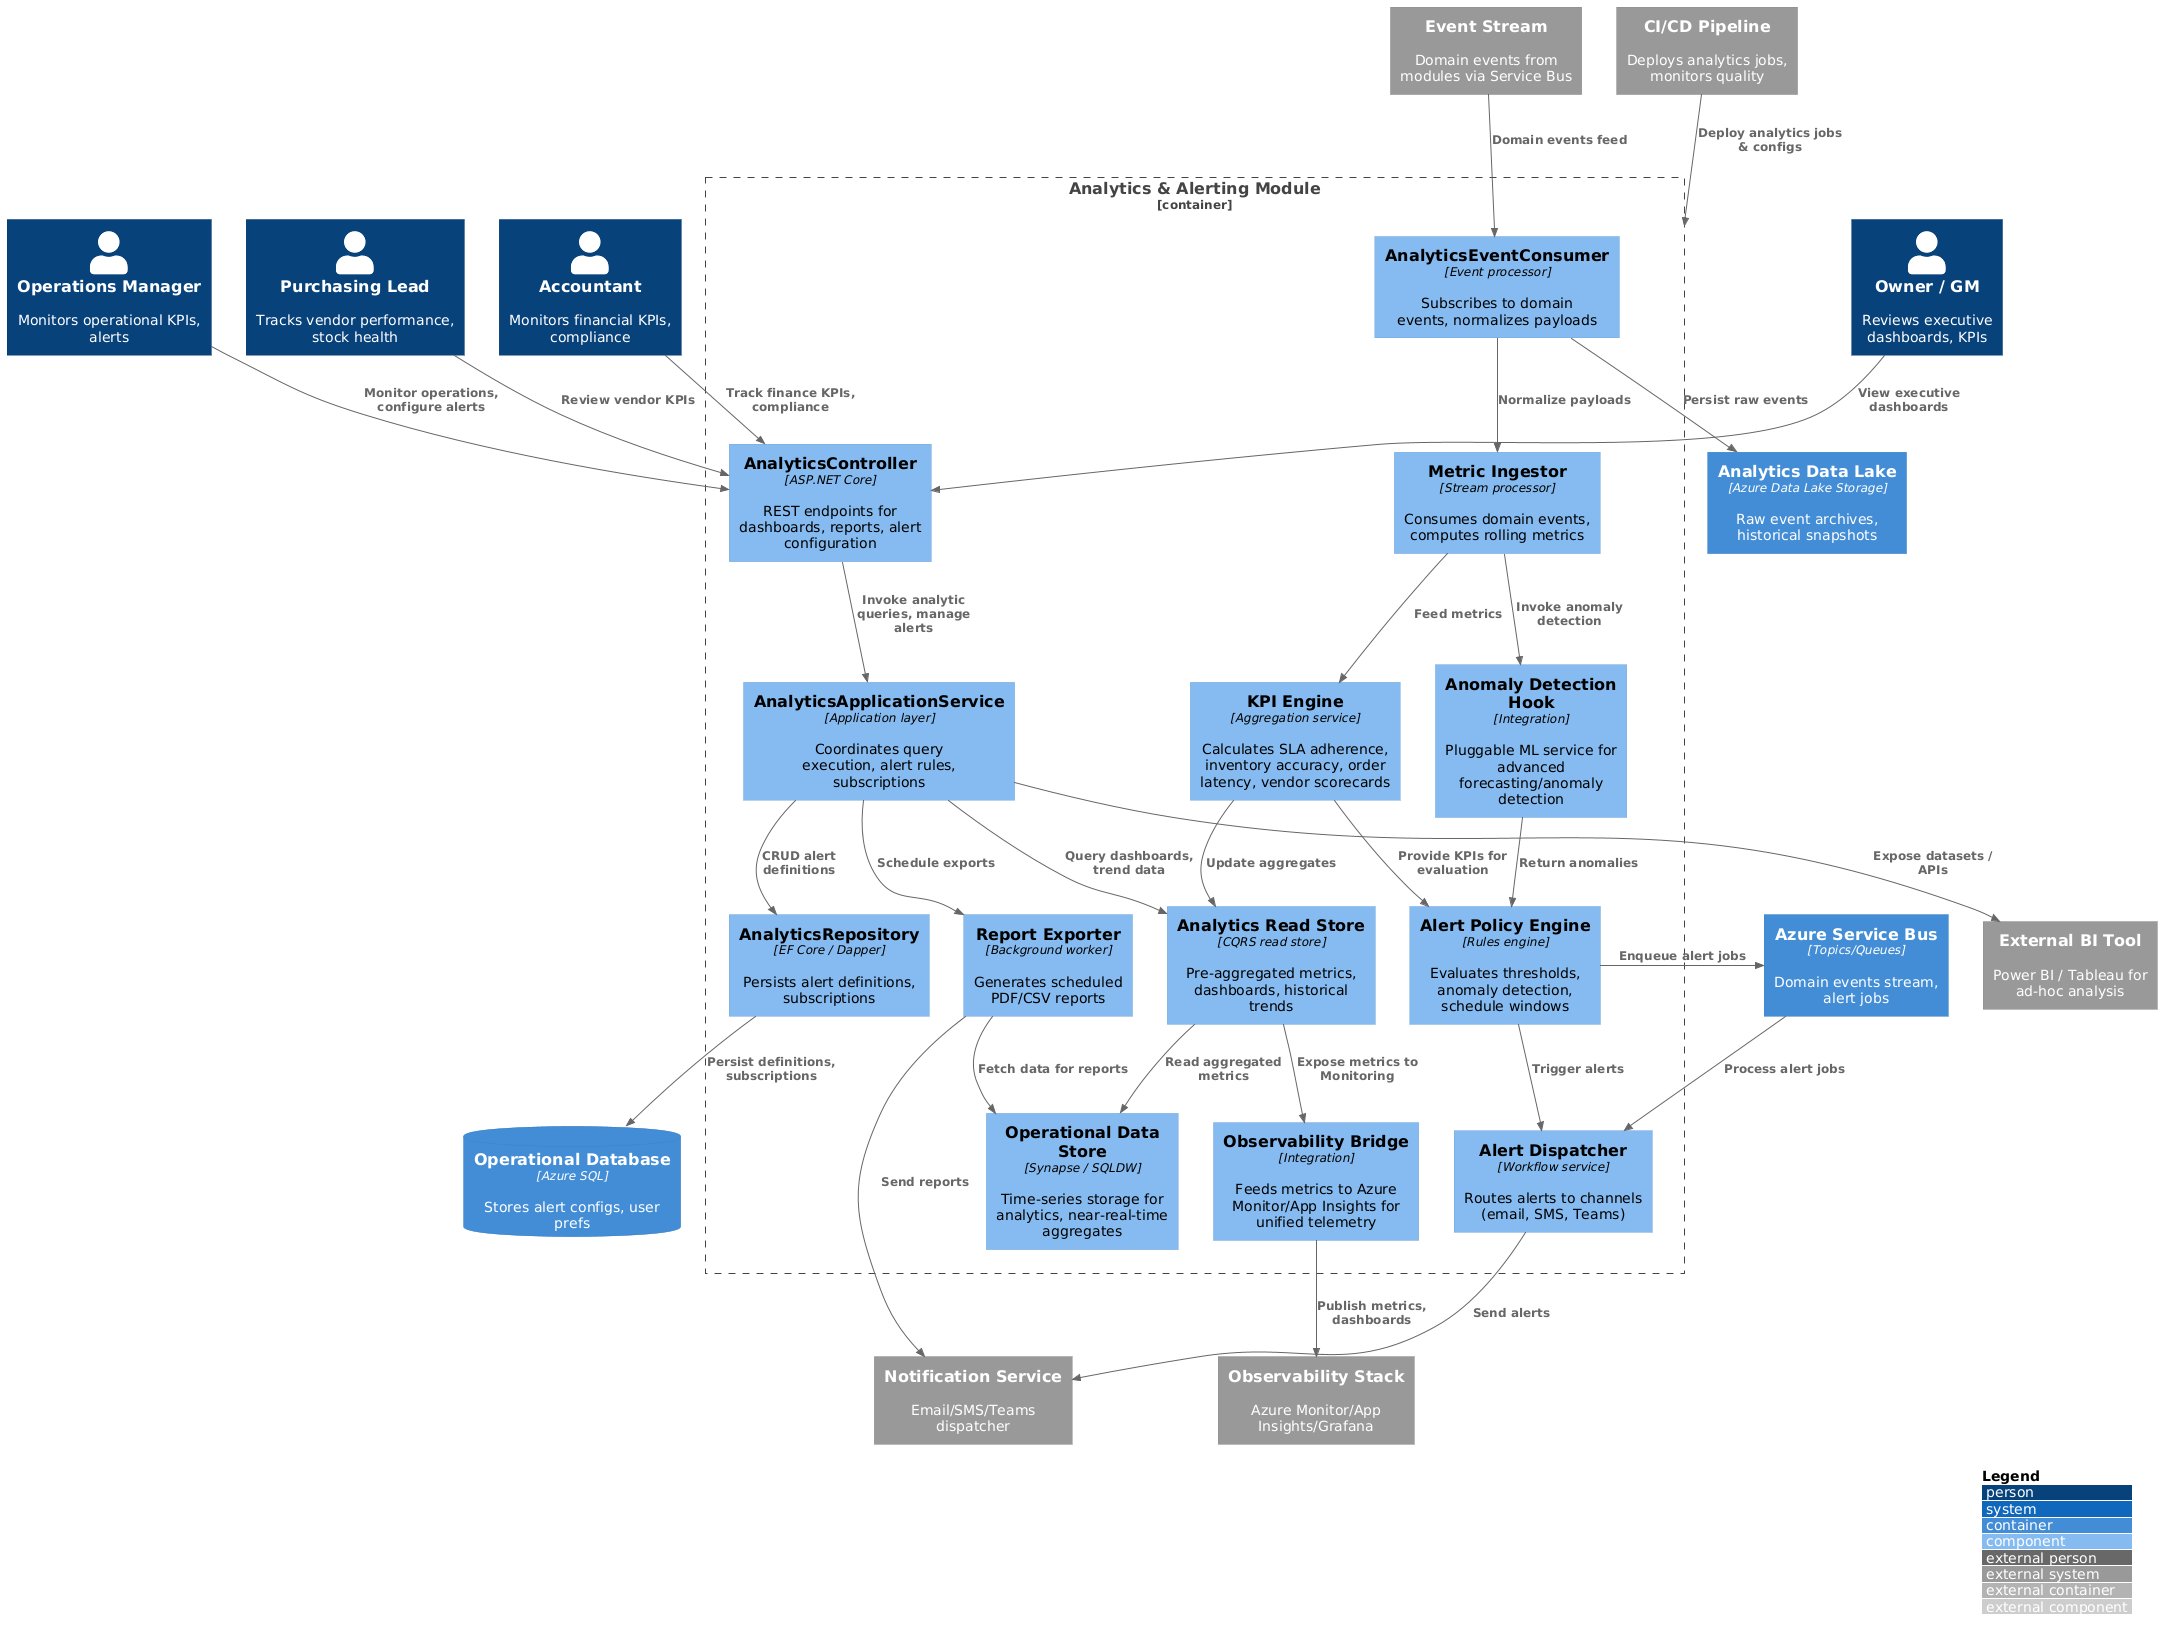 Event Stream
Domain events from
modules via Service Bus
CI/CD Pipeline
Deploys analytics jobs,
monitors quality
Domain events feed
Deploy analytics jobs
& configs
Analytics & Alerting Module
[container]
Operations Manager
Monitors operational KPIs,
alerts
Purchasing Lead
Tracks vendor performance,
stock health
Accountant
Monitors financial KPIs,
compliance
AnalyticsEventConsumer
[Event processor]
Subscribes to domain
events, normalizes payloads
Owner / GM
Reviews executive
dashboards, KPIs
Monitor operations,
configure alerts
Review vendor KPIs
Track finance KPIs,
compliance
Normalize payloads
Persist raw events
View executive
dashboards
AnalyticsController
[ASP.NET Core]
REST endpoints for
dashboards, reports, alert
configuration
Metric Ingestor
[Stream processor]
Consumes domain events,
computes rolling metrics
Analytics Data Lake
[Azure Data Lake Storage]
Raw event archives,
historical snapshots
Invoke analytic
queries, manage
alerts
Feed metrics
Invoke anomaly
detection
AnalyticsApplicationService
[Application layer]
Coordinates query
execution, alert rules,
subscriptions
KPI Engine
[Aggregation service]
Calculates SLA adherence,
inventory accuracy, order
latency, vendor scorecards
Anomaly Detection
Hook
[Integration]
Pluggable ML service for
advanced
forecasting/anomaly
detection
CRUD alert
definitions
Schedule exports
Query dashboards,
trend data
Update aggregates
Provide KPIs for
evaluation
Return anomalies
Expose datasets /
APIs
AnalyticsRepository
[EF Core / Dapper]
Persists alert definitions,
subscriptions
Report Exporter
[Background worker]
Generates scheduled
PDF/CSV reports
Analytics Read Store
[CQRS read store]
Pre-aggregated metrics,
dashboards, historical
trends
Alert Policy Engine
[Rules engine]
Evaluates thresholds,
anomaly detection,
schedule windows
Enqueue alert jobs
Azure Service Bus
[Topics/Queues]
Domain events stream,
alert jobs
External BI Tool
Power BI / Tableau for
ad-hoc analysis
Persist definitions,
subscriptions
Fetch data for reports
Read aggregated
metrics
Expose metrics to
Monitoring
Trigger alerts
Process alert jobs
Operational Database
[Azure SQL]
Stores alert configs, user
prefs
Send reports
Operational Data
Store
[Synapse / SQLDW]
Time-series storage for
analytics, near-real-time
aggregates
Observability Bridge
[Integration]
Feeds metrics to Azure
Monitor/App Insights for
unified telemetry
Alert Dispatcher
[Workflow service]
Routes alerts to channels
(email, SMS, Teams)
Publish metrics,
dashboards
Send alerts
Notification Service
Email/SMS/Teams
dispatcher
Observability Stack
Azure Monitor/App
Insights/Grafana
Legend
person
system
container
component
external person
external system
external container
external component